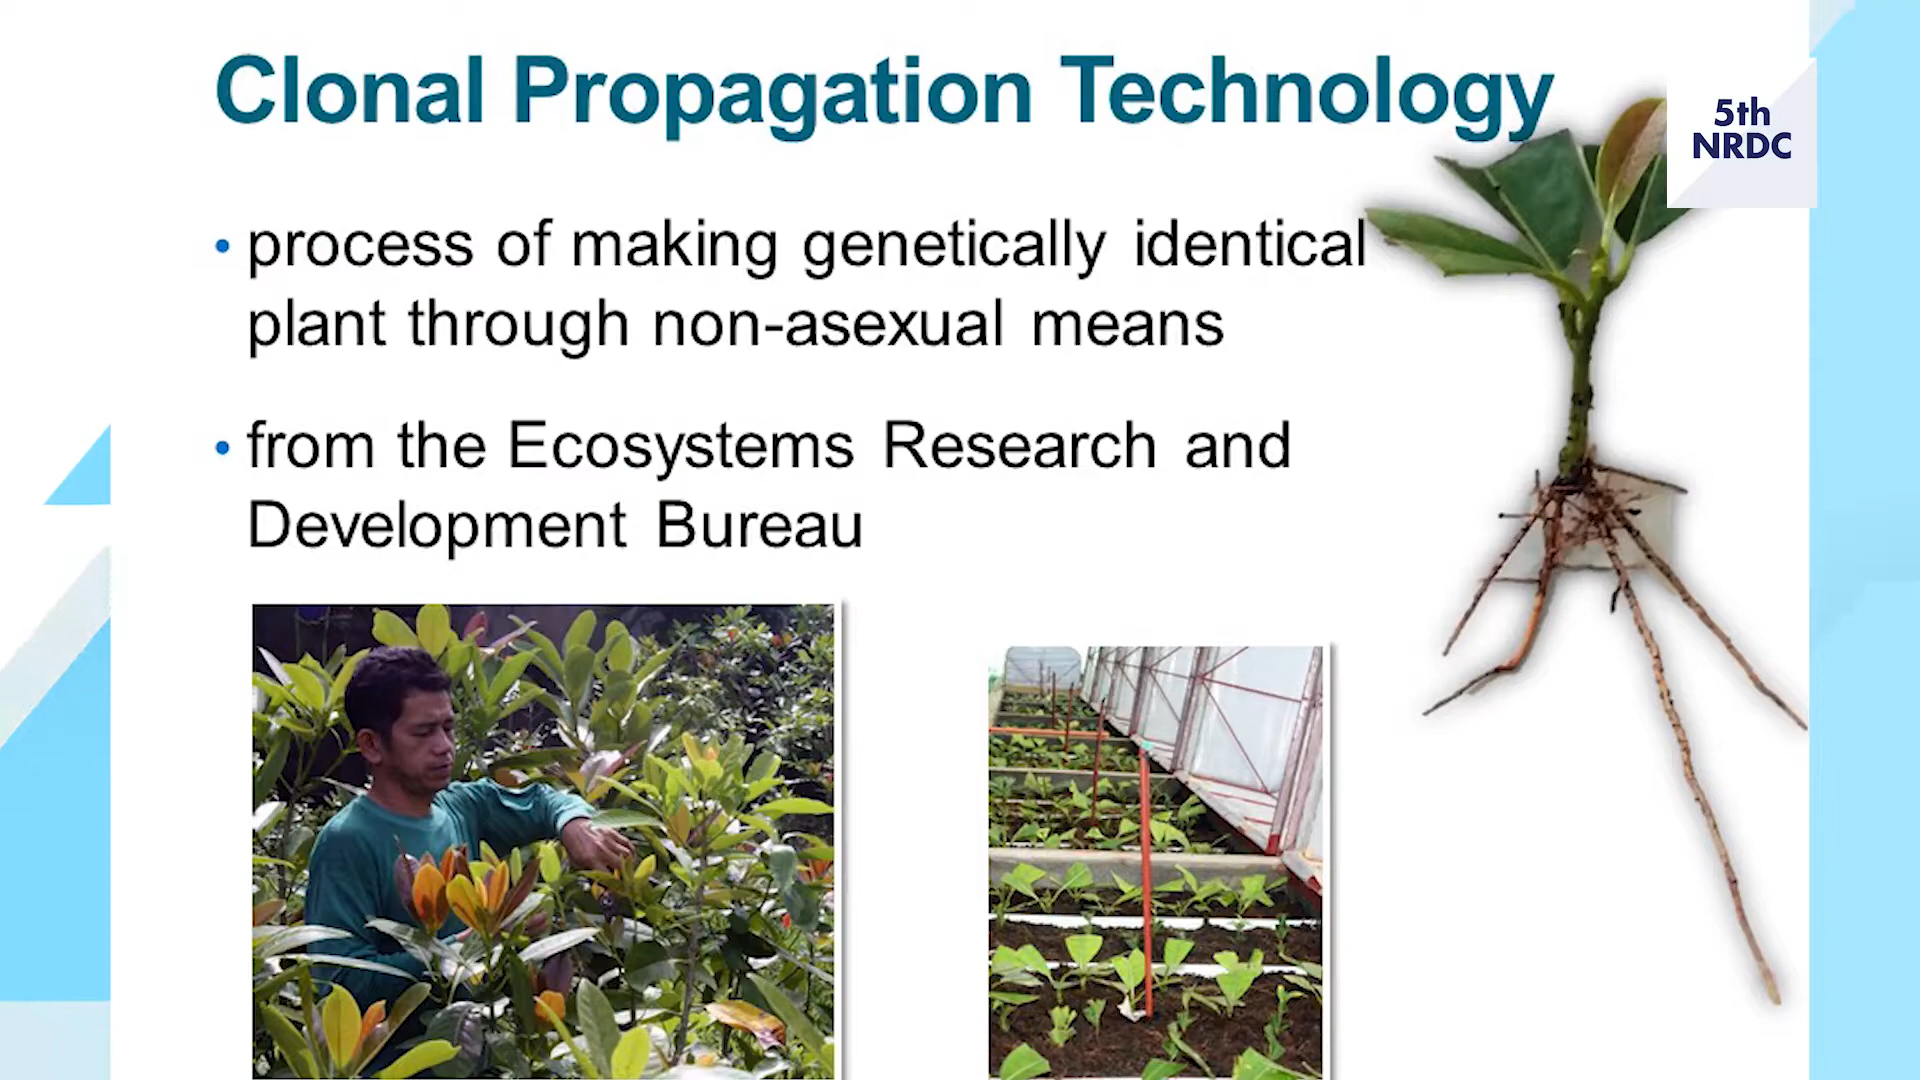 Clonal Propagation Technology
5th
NRDC
• process of making genetically identical
plant through non-asexual means
• from the Ecosystems Research and
Development Bureau